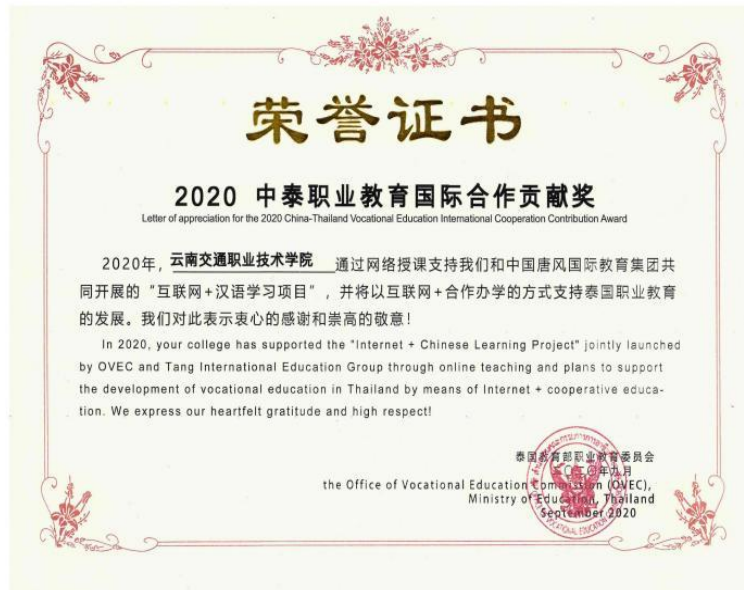 荣誉证书
2020 中泰职业教育国际合作贡献奖
Letter of appreciation for the 2020 China-Thailand Vocational Education International Cooperation Contribution Award
2020年，云南交通职业技术学院 通过网络授课支持我们和中国唐风国际教育集团共
同开展的“互联网+汉语学习项目”，并将以互联网+合作办学的方式支持泰国职业教育
的发展。我们对此表示衷心的感谢和崇高的敬意！
In 2020, your college has supported the "Internet + Chinese Learning Project" jointly launched
by OVEC and Tang International Education Group through online teaching and plans to support
the development of vocational education in Thailand by means of Internet + cooperative educa-
tion. We express our heartfelt gratitude and high respect!
泰国教育部职业教育委员会
二〇二〇年九月
the Office of Vocational Education Commission (OVEC),
Ministry of Education, Thailand
September 2020